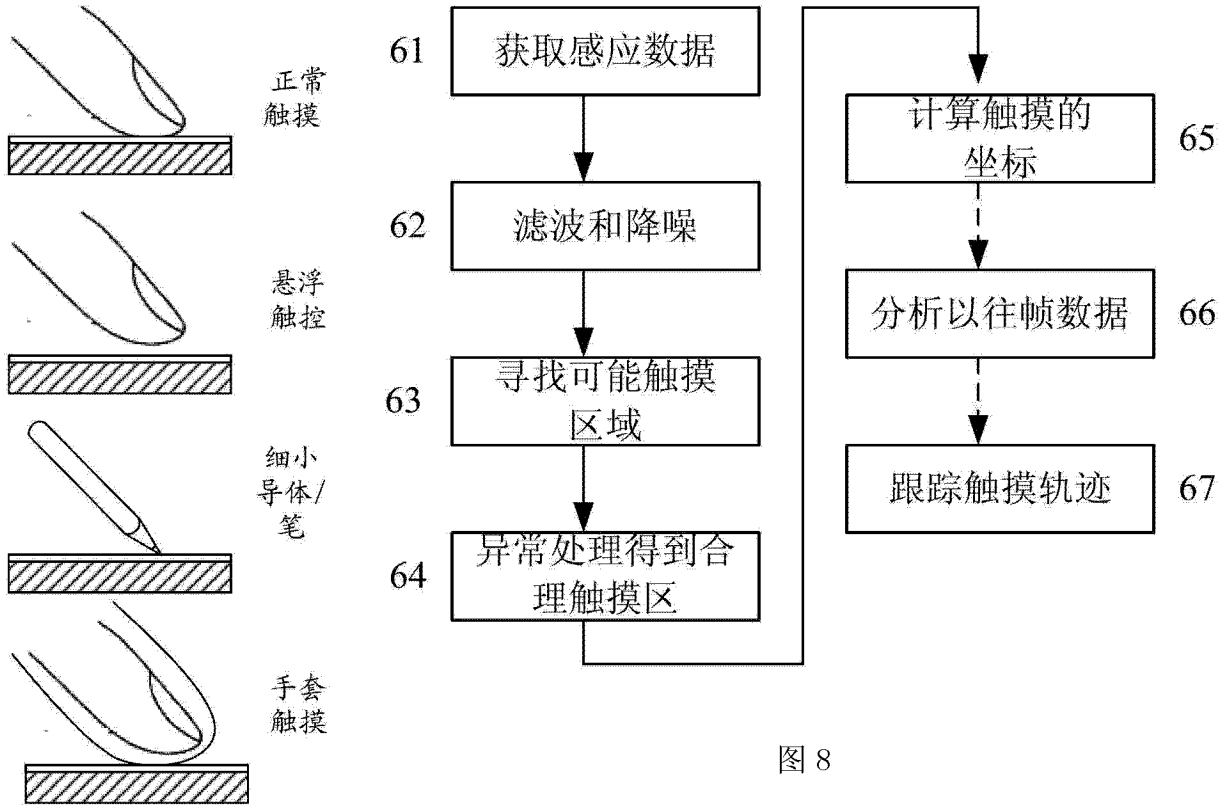 正常
触摸
悬浮
触控
细小
导体/
笔
手套
触摸
61
获取感应数据
62
滤波和降噪
63
寻找可能触摸
区域
64
异常处理得到合
理触摸区
计算触摸的
坐标
65
分析以往帧数据
66
跟踪触摸轨迹
67
图8